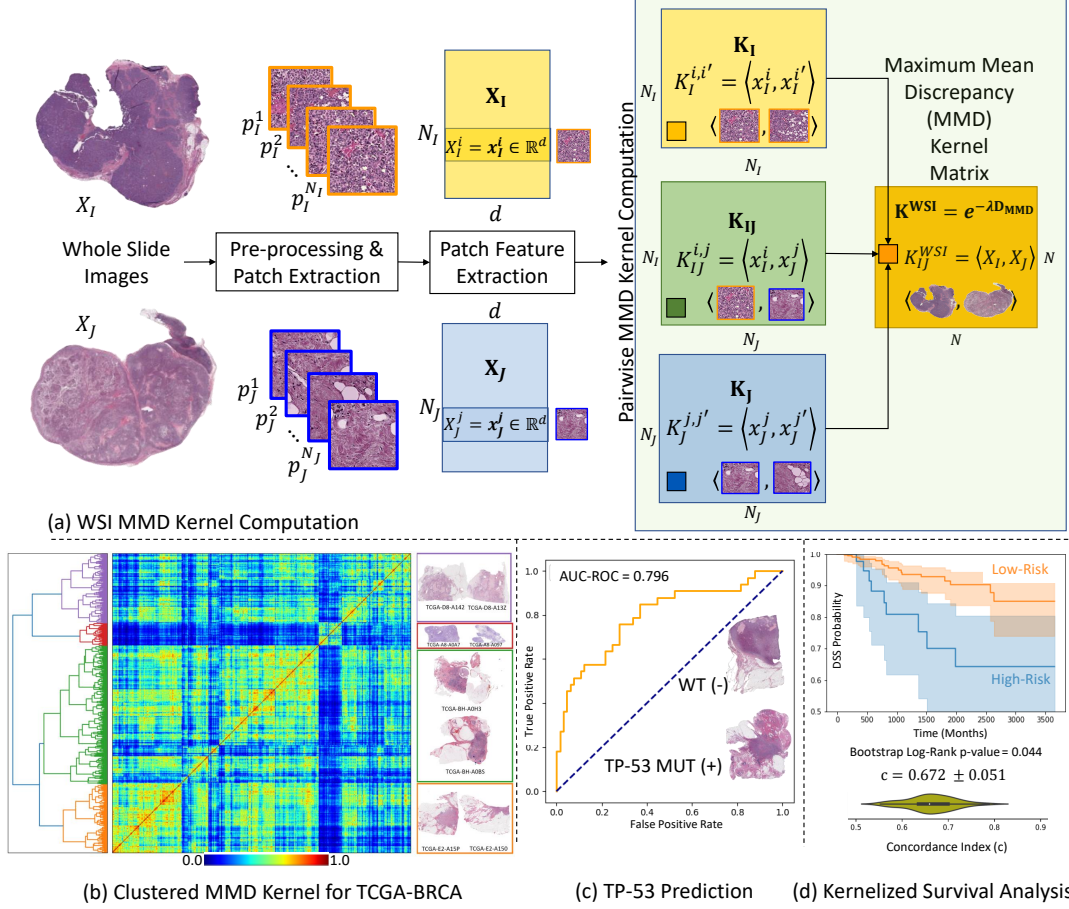 X_I
p_I^1
p_I^2
⋱
p_I^{N_I}
N_I
X_I
X_I^i = x_I^i ∈ ℝ^d
d
Whole Slide
Images
Pre-processing &
Patch Extraction
Patch Feature
Extraction
X_J
p_J^1
p_J^2
⋱
p_J^{N_J}
d
N_J
X_J
X_J^j = x_J^j ∈ ℝ^d
Pairwise MMD Kernel Computation
K_I
N_I
K_I^{i,i'} = ⟨x_I^i, x_I^{i'}⟩
⟨ , ⟩
N_I
K_IJ
N_I
K_{IJ}^{i,j} = ⟨x_I^i, x_J^j⟩
⟨ , ⟩
N_J
K_J
N_J
K_J^{j,j'} = ⟨x_J^j, x_J^{j'}⟩
⟨ , ⟩
N_J
Maximum Mean
Discrepancy
(MMD)
Kernel
Matrix
K^WSI = e^{−λD_MMD}
K_{IJ}^{WSI} = ⟨X_I, X_J⟩
N
⟨ , ⟩
N
(a) WSI MMD Kernel Computation
TCGA-D8-A142 TCGA-D8-A13Z
TCGA-A8-A0A7 TCGA-A8-A097
TCGA-BH-A0H3
TCGA-BH-A0BS
TCGA-E2-A15P TCGA-E2-A150
0.0 1.0
(b) Clustered MMD Kernel for TCGA-BRCA
AUC-ROC = 0.796
True Positive Rate
1.0
0.8
0.6
0.4
0.2
0.0
WT (-)
TP-53 MUT (+)
0.0 0.2 0.4 0.6 0.8 1.0
False Positive Rate
(c) TP-53 Prediction
DSS Probability
1.0
0.9
0.8
0.7
0.6
0.5
Low-Risk
High-Risk
0 500 1000 1500 2000 2500 3000 3500
Time (Months)
Bootstrap Log-Rank p-value = 0.044
c = 0.672 ± 0.051
0.5 0.6 0.7 0.8 0.9
Concordance Index (c)
(d) Kernelized Survival Analysis